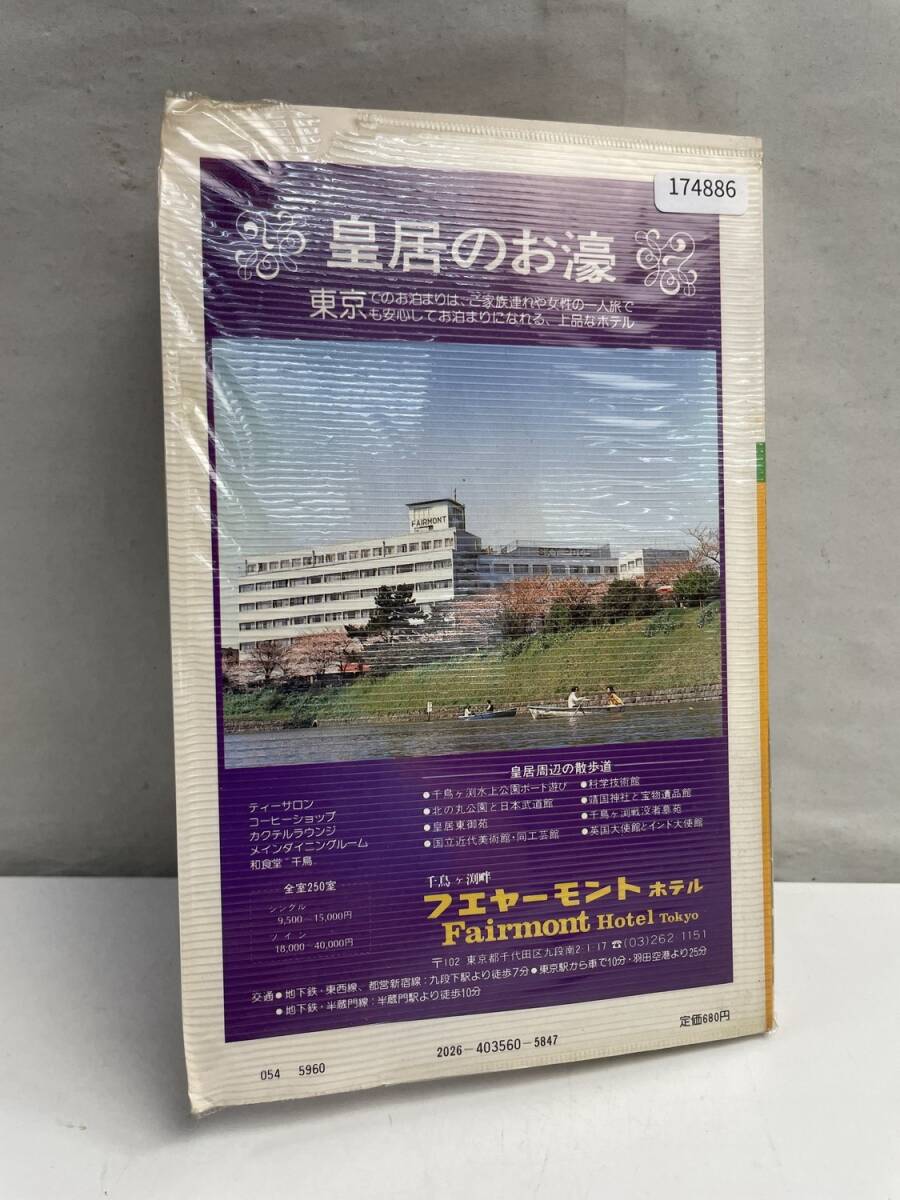 174886
皇居のお濠
東京でのお泊まりは、ご家族連れや女性の一人旅で
も安心してお泊まりになれる、上品なホテル
FAIRMONT
皇居周辺の散歩道
●千鳥ヶ渕水上公園ボート遊び
●北の丸公園と日本武道館
●皇居東御苑
●国立近代美術館・同工芸館
●科学技術館
●靖国神社と宝物遺品館
●千鳥ヶ渕戦没者墓苑
●英国大使館とインド大使館
ティーサロン
コーヒーショップ
カクテルラウンジ
メインダイニングルーム
和食堂"千鳥
全室250室
シングル
9,500—15,000円
ツイン
18,000—40,000円
千鳥ヶ渕畔
フエヤーモントホテル
Fairmont Hotel Tokyo
〒102 東京都千代田区九段南2-1-17 ☎(03)262-1151
交通●地下鉄・東西線、都営新宿線：九段下駅より徒歩7分●東京駅から車で10分・羽田空港より25分
●地下鉄・半蔵門線：半蔵門駅より徒歩10分
定価680円
2026-403560-5847
054 5960